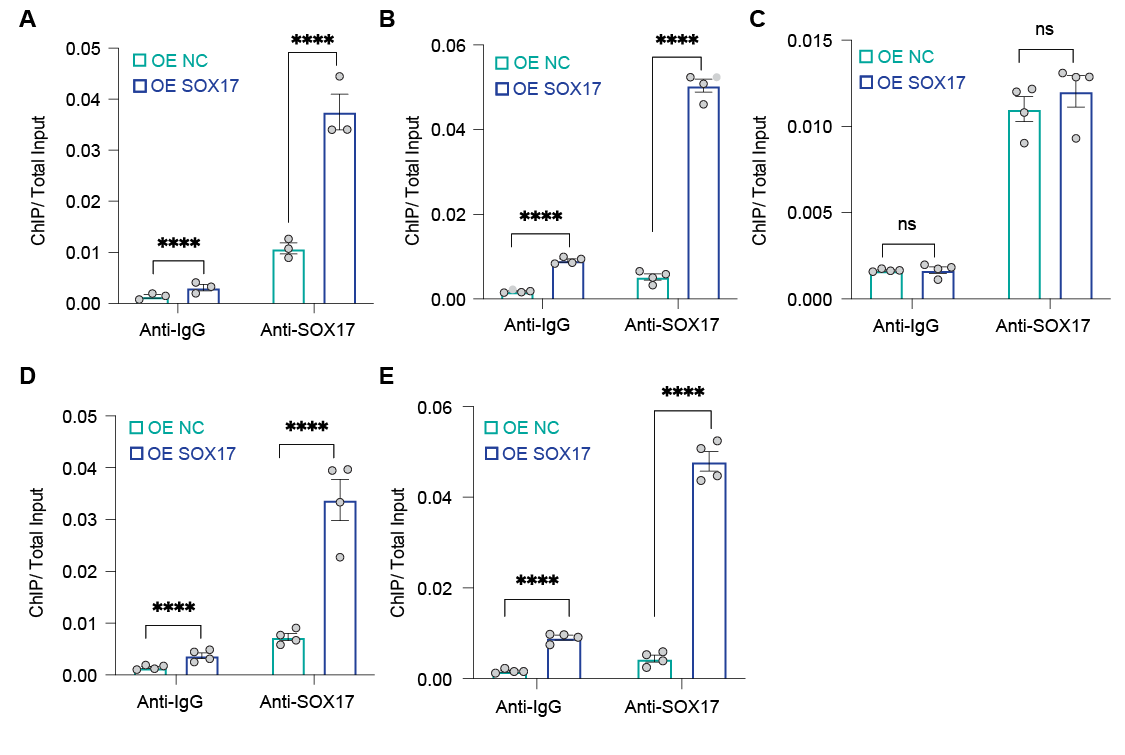 A
0.05
0.04
0.03
0.02
0.01
0.00
ChIP/ Total Input
OE NC
OE SOX17
****
****
Anti-IgG
Anti-SOX17
B
0.06
0.04
0.02
0.00
ChIP/ Total Input
OE NC
OE SOX17
****
****
Anti-IgG
Anti-SOX17
C
0.015
0.010
0.005
0.000
ChIP/ Total Input
OE NC
OE SOX17
ns
ns
Anti-IgG
Anti-SOX17
D
0.05
0.04
0.03
0.02
0.01
0.00
ChIP/ Total Input
OE NC
OE SOX17
****
****
Anti-IgG
Anti-SOX17
E
0.06
0.04
0.02
0.00
ChIP/ Total Input
OE NC
OE SOX17
****
****
Anti-IgG
Anti-SOX17